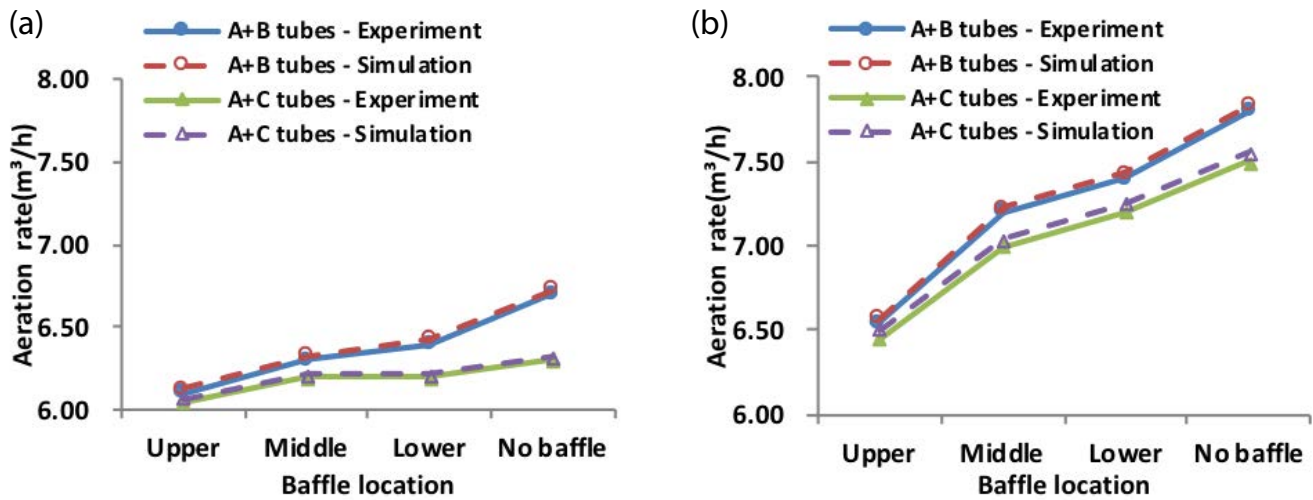 (a)
A+B tubes - Experiment
A+B tubes - Simulation
A+C tubes - Experiment
A+C tubes - Simulation
Aeration rate(m³/h)
8.00
7.50
7.00
6.50
6.00
Upper Middle Lower No baffle
Baffle location
(b)
A+B tubes - Experiment
A+B tubes - Simulation
A+C tubes - Experiment
A+C tubes - Simulation
Aeration rate(m³/h)
8.00
7.50
7.00
6.50
6.00
Upper Middle Lower No baffle
Baffle location